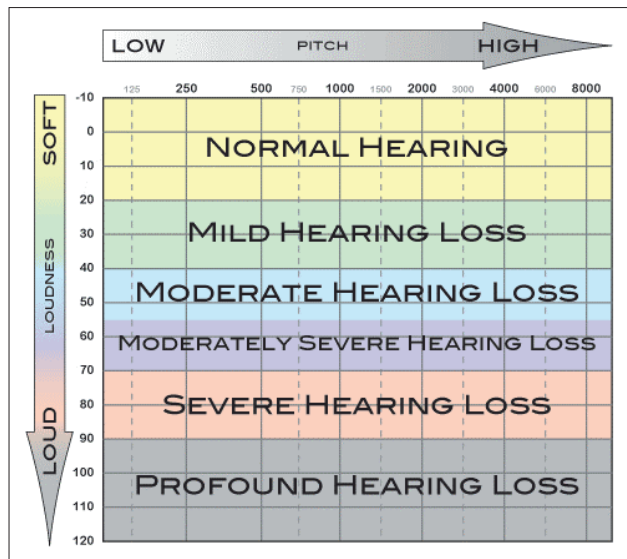 LOW PITCH HIGH
125 250 500 750 1000 1500 2000 3000 4000 6000 8000
SOFT
LOUDNESS
LOUD
-10
0
10
20
30
40
50
60
70
80
90
100
110
120
NORMAL HEARING
MILD HEARING LOSS
MODERATE HEARING LOSS
MODERATELY SEVERE HEARING LOSS
SEVERE HEARING LOSS
PROFOUND HEARING LOSS